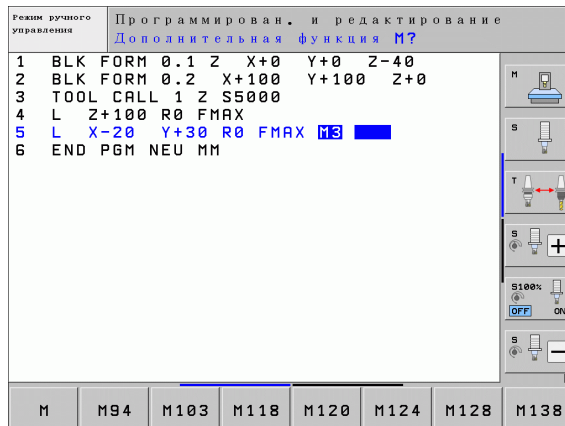 Режим ручного
управления
Программирован. и редактирование
Дополнительная функция M?
1 BLK FORM 0.1 Z X+0 Y+0 Z-40
2 BLK FORM 0.2 X+100 Y+100 Z+0
3 TOOL CALL 1 Z S5000
4 L Z+100 R0 FMAX
5 L X-20 Y+30 R0 FMAX M3
6 END PGM NEU MM
M
S
T
S
S100%
OFF ON
S
M M94 M103 M118 M120 M124 M128 M138